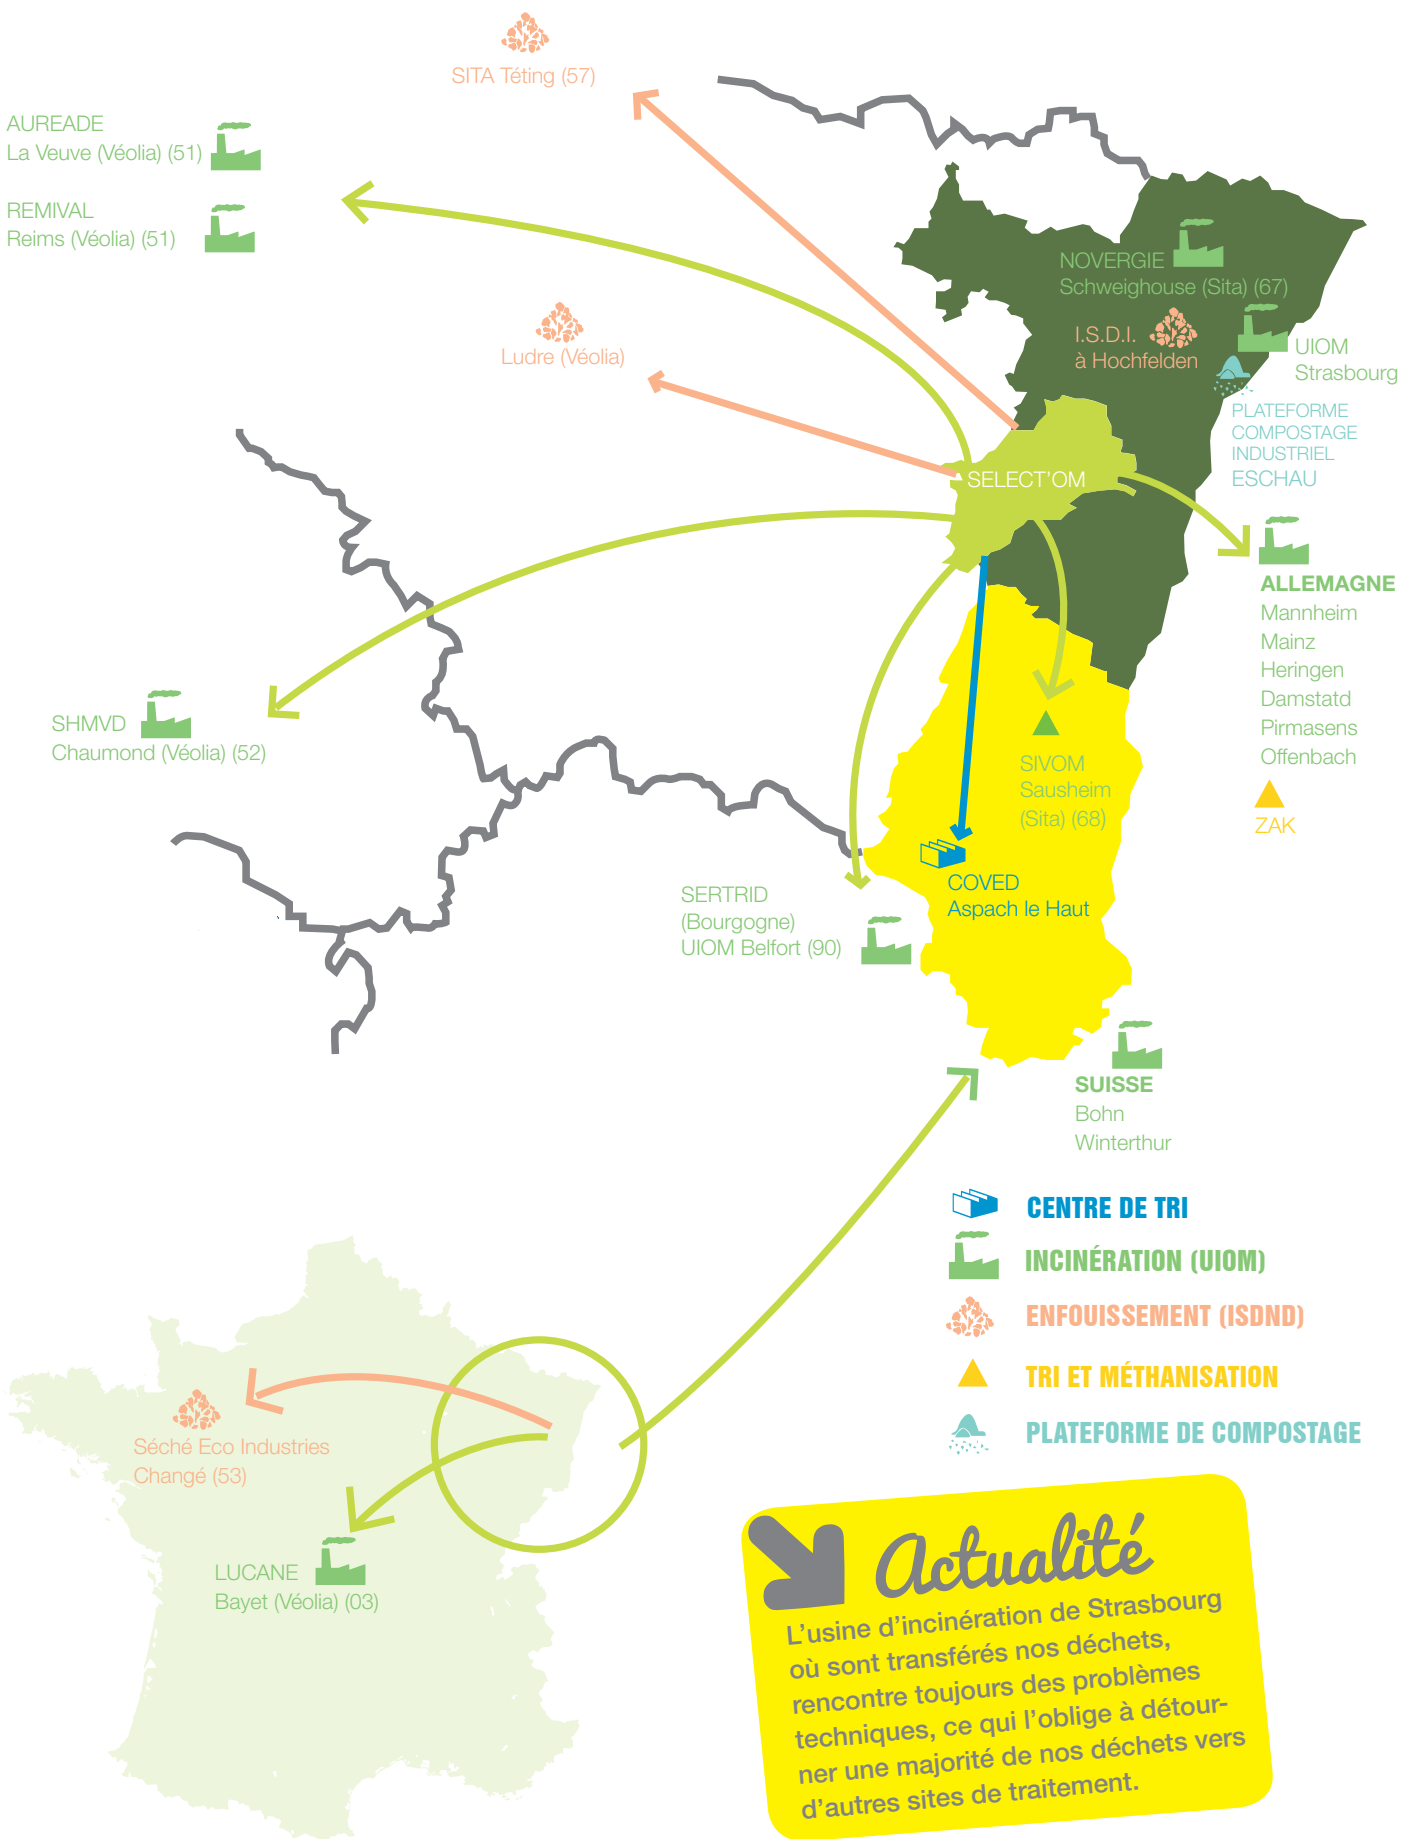 SITA Téting (57)
AUREADE
La Veuve (Véolia) (51)
REMIVAL
Reims (Véolia) (51)
Ludre (Véolia)
NOVERGIE
Schweighouse (Sita) (67)
I.S.D.I.
à Hochfelden
UIOM
Strasbourg
PLATEFORME
COMPOSTAGE
INDUSTRIEL
ESCHAU
SELECT'OM
ALLEMAGNE
Mannheim
Mainz
Heringen
Damstatd
Pirmasens
Offenbach
ZAK
SHMVD
Chaumond (Véolia) (52)
SIVOM
Sausheim
(Sita) (68)
COVED
Aspach le Haut
SERTRID
(Bourgogne)
UIOM Belfort (90)
SUISSE
Bohn
Winterthur
CENTRE DE TRI
INCINÉRATION (UIOM)
ENFOUISSEMENT (ISDND)
TRI ET MÉTHANISATION
PLATEFORME DE COMPOSTAGE
Séché Eco Industries
Changé (53)
LUCANE
Bayet (Véolia) (03)
Actualité
L'usine d'incinération de Strasbourg
où sont transférés nos déchets,
rencontre toujours des problèmes
techniques, ce qui l'oblige à détour-
ner une majorité de nos déchets vers
d'autres sites de traitement.